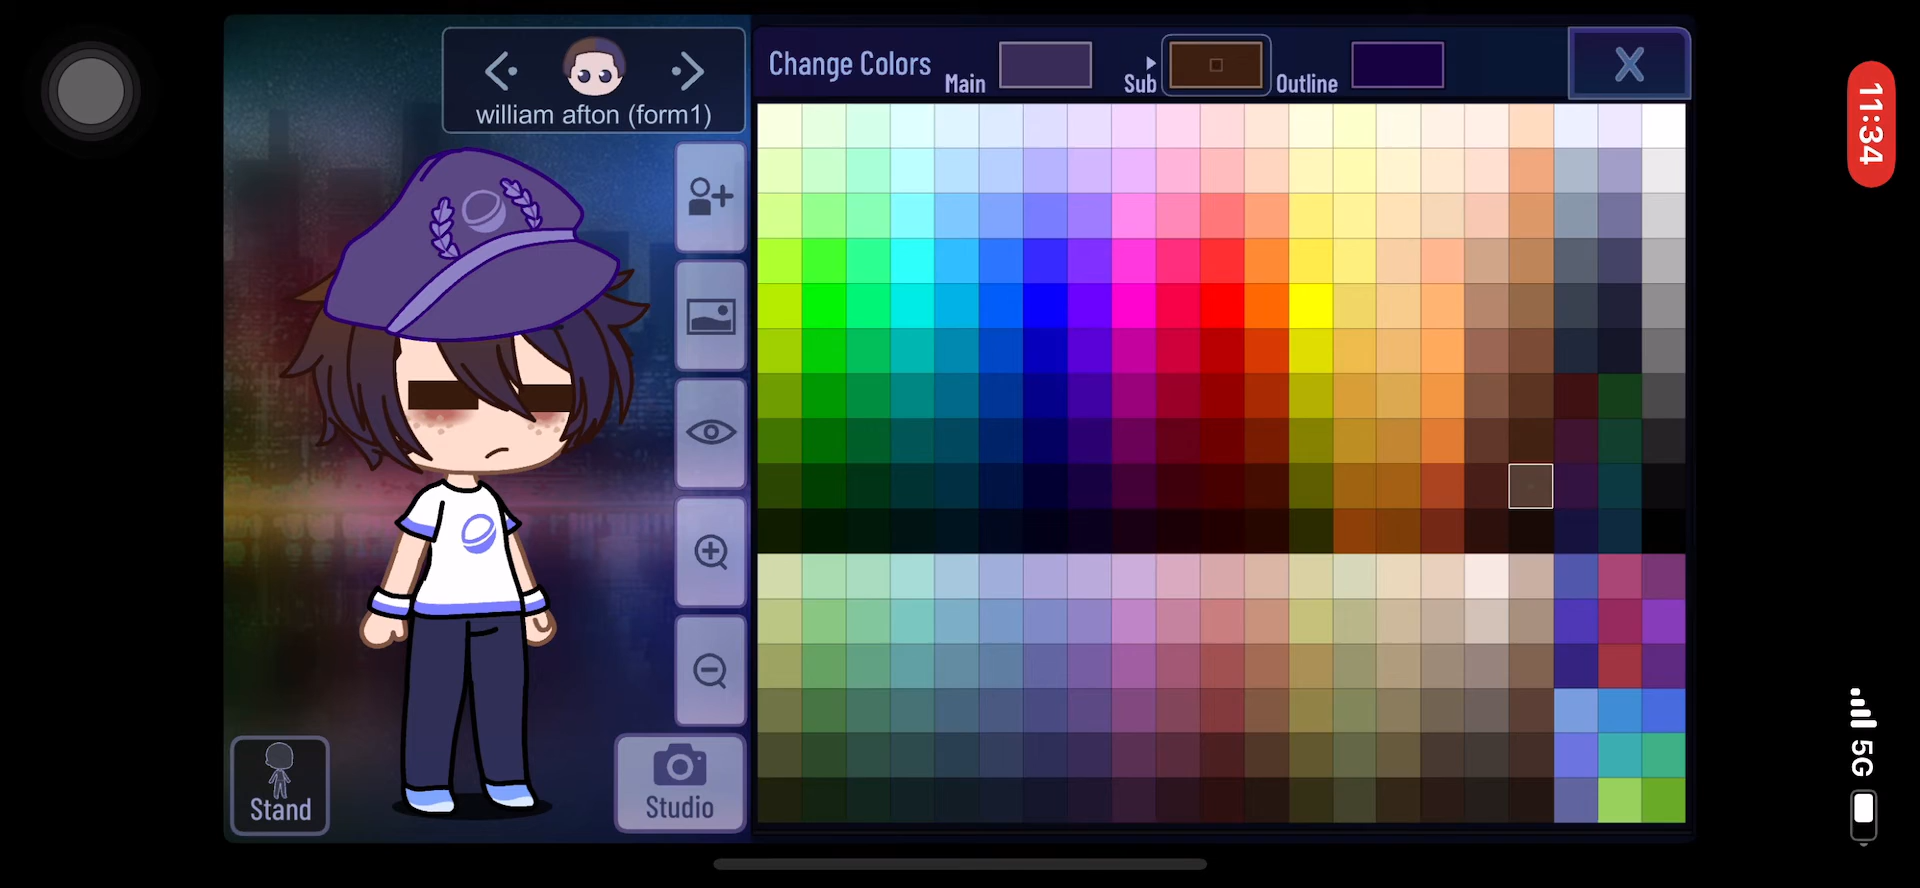 william afton (form1)
Change Colors
Main
Sub
Outline
X
Stand
Studio
11:34
5G